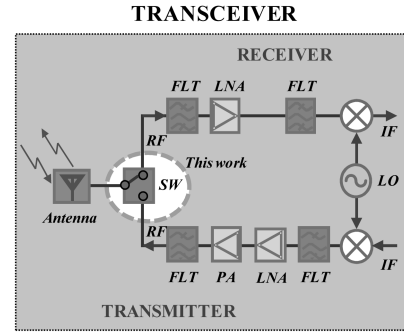 TRANSCEIVER
RECEIVER
FLT LNA FLT
RF IF
This work
SW LO
Antenna
RF
FLT PA LNA FLT IF
TRANSMITTER